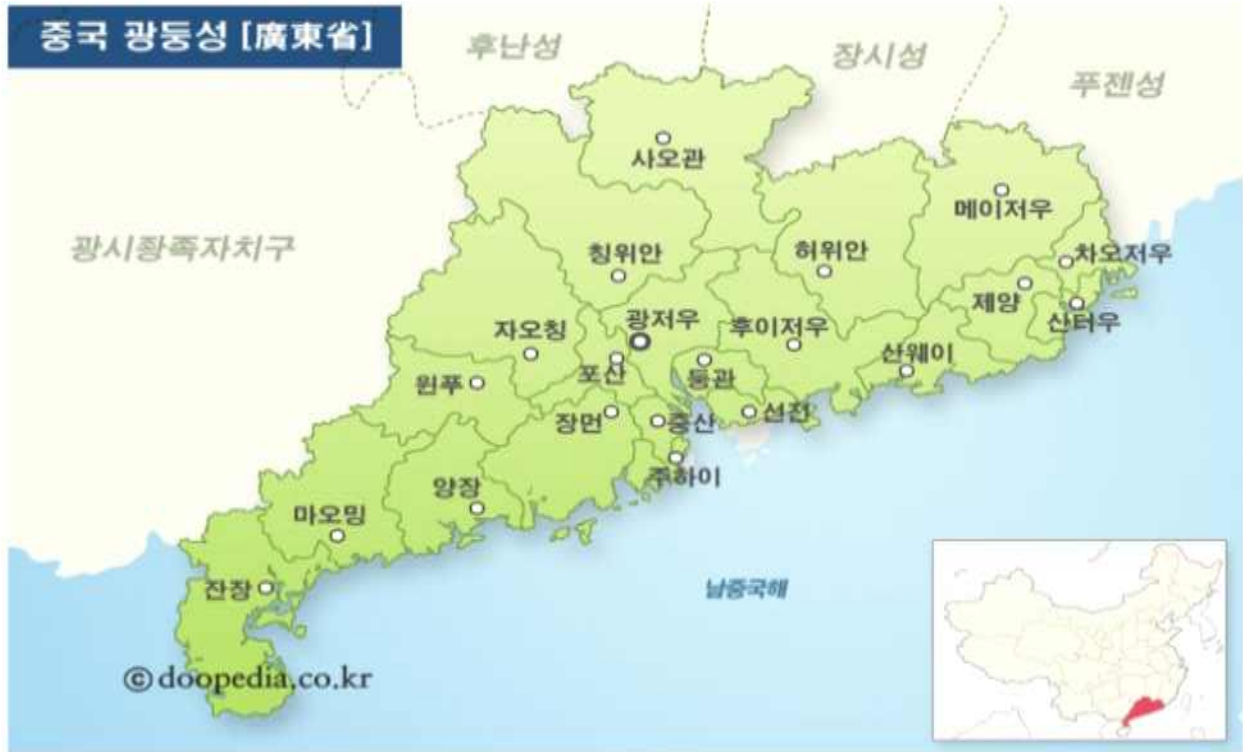 중국 광둥성 [廣東省]
후난성
장시성
푸젠성
사오관
메이저우
광시좡족자치구
칭위안
허위안
차오저우
제양
산터우
자오칭
광저우
후이저우
산웨이
포산
둥관
윈푸
장먼
중산
선전
주하이
양장
마오밍
잔장
남중국해
©doopedia.co.kr